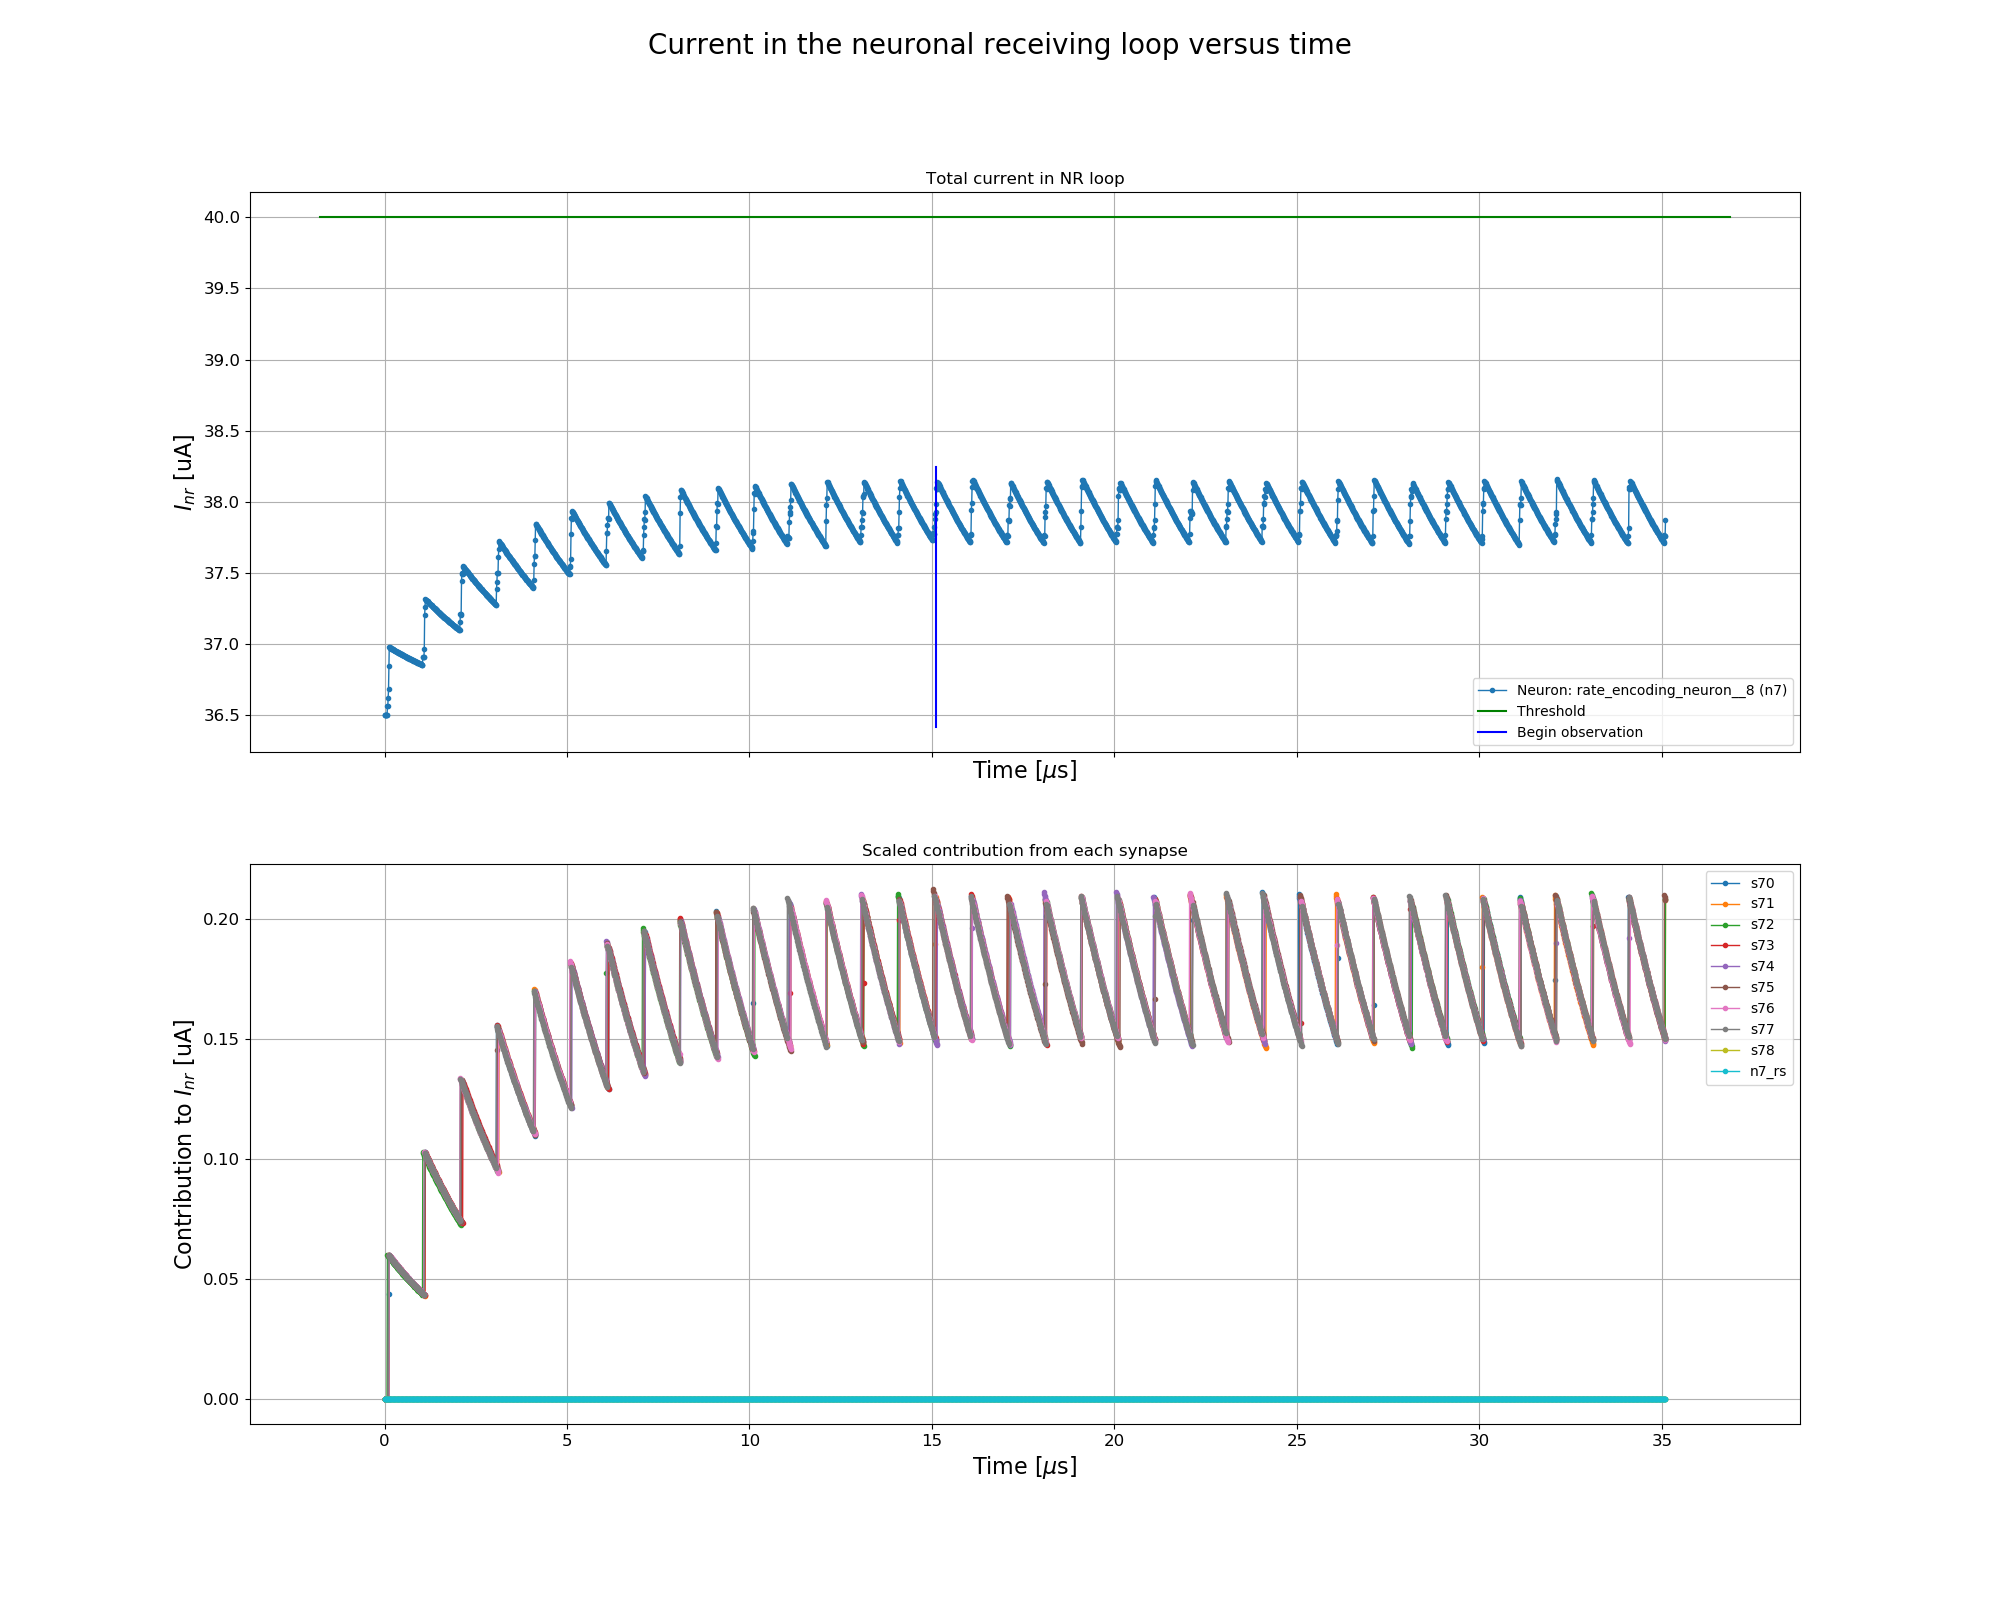 Current in the neuronal receiving loop versus time
Total current in NR loop
40.0
39.5
39.0
38.5
38.0
37.5
37.0
36.5
I_nr [uA]
Neuron: rate_encoding_neuron__8 (n7)
Threshold
Begin observation
Time [μs]
Scaled contribution from each synapse
0.20
0.15
0.10
0.05
0.00
Contribution to I_nr [uA]
s70
s71
s72
s73
s74
s75
s76
s77
s78
n7_rs
0 5 10 15 20 25 30 35
Time [μs]